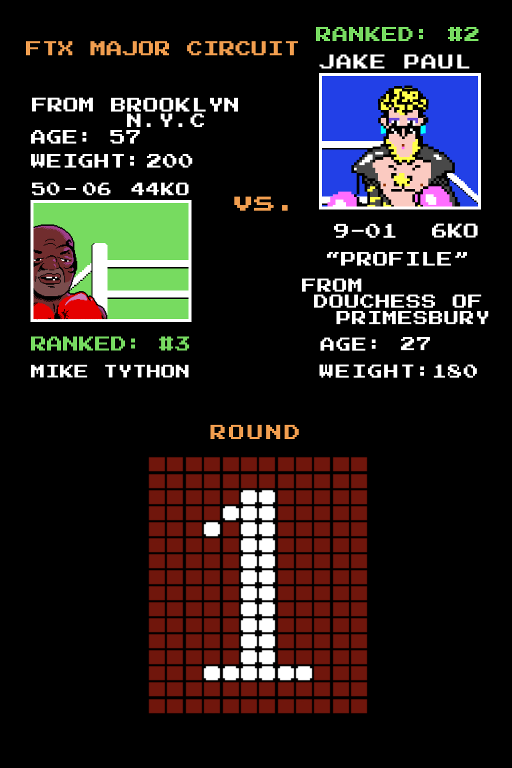 FTX MAJOR CIRCUIT
RANKED: #2
JAKE PAUL
FROM BROOKLYN
N.Y.C
AGE: 57
WEIGHT: 200
50-06 44KO
VS.
9-01 6KO
"PROFILE"
FROM
DOUCHESS OF
PRIMESBURY
AGE: 27
WEIGHT:180
RANKED: #3
MIKE TYTHON
ROUND
1